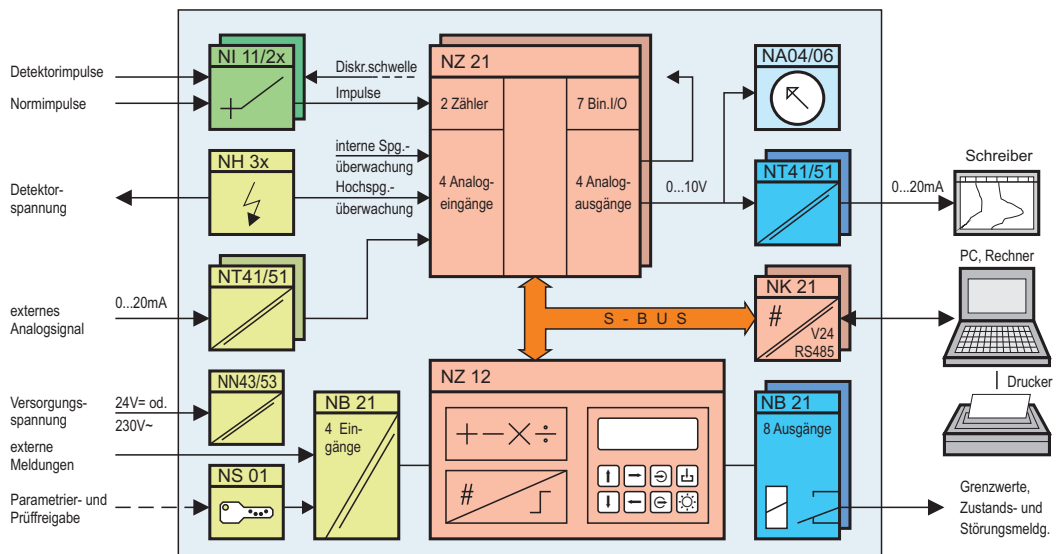 Detektorimpulse
Normimpulse
NI 11/2x
Diskr.schwelle
Impulse
NZ 21
2 Zähler
7 Bin.I/O
4 Analog-
eingänge
4 Analog-
ausgänge
interne Spg.-
überwachung
Hochspg.-
überwachung
Detektor-
spannung
NH 3x
0...10V
NA04/06
NT41/51
0...20mA
Schreiber
externes
Analogsignal
0...20mA
NT41/51
S - B U S
NK 21
#
V24
RS485
PC, Rechner
Drucker
Versorgungs-
spannung
24V= od.
230V~
NN43/53
externe
Meldungen
NB 21
4 Ein-
gänge
Parametrier- und
Prüffreigabe
NS 01
NZ 12
+ − × ÷
#
NB 21
8 Ausgänge
Grenzwerte,
Zustands- und
Störungsmeldg.